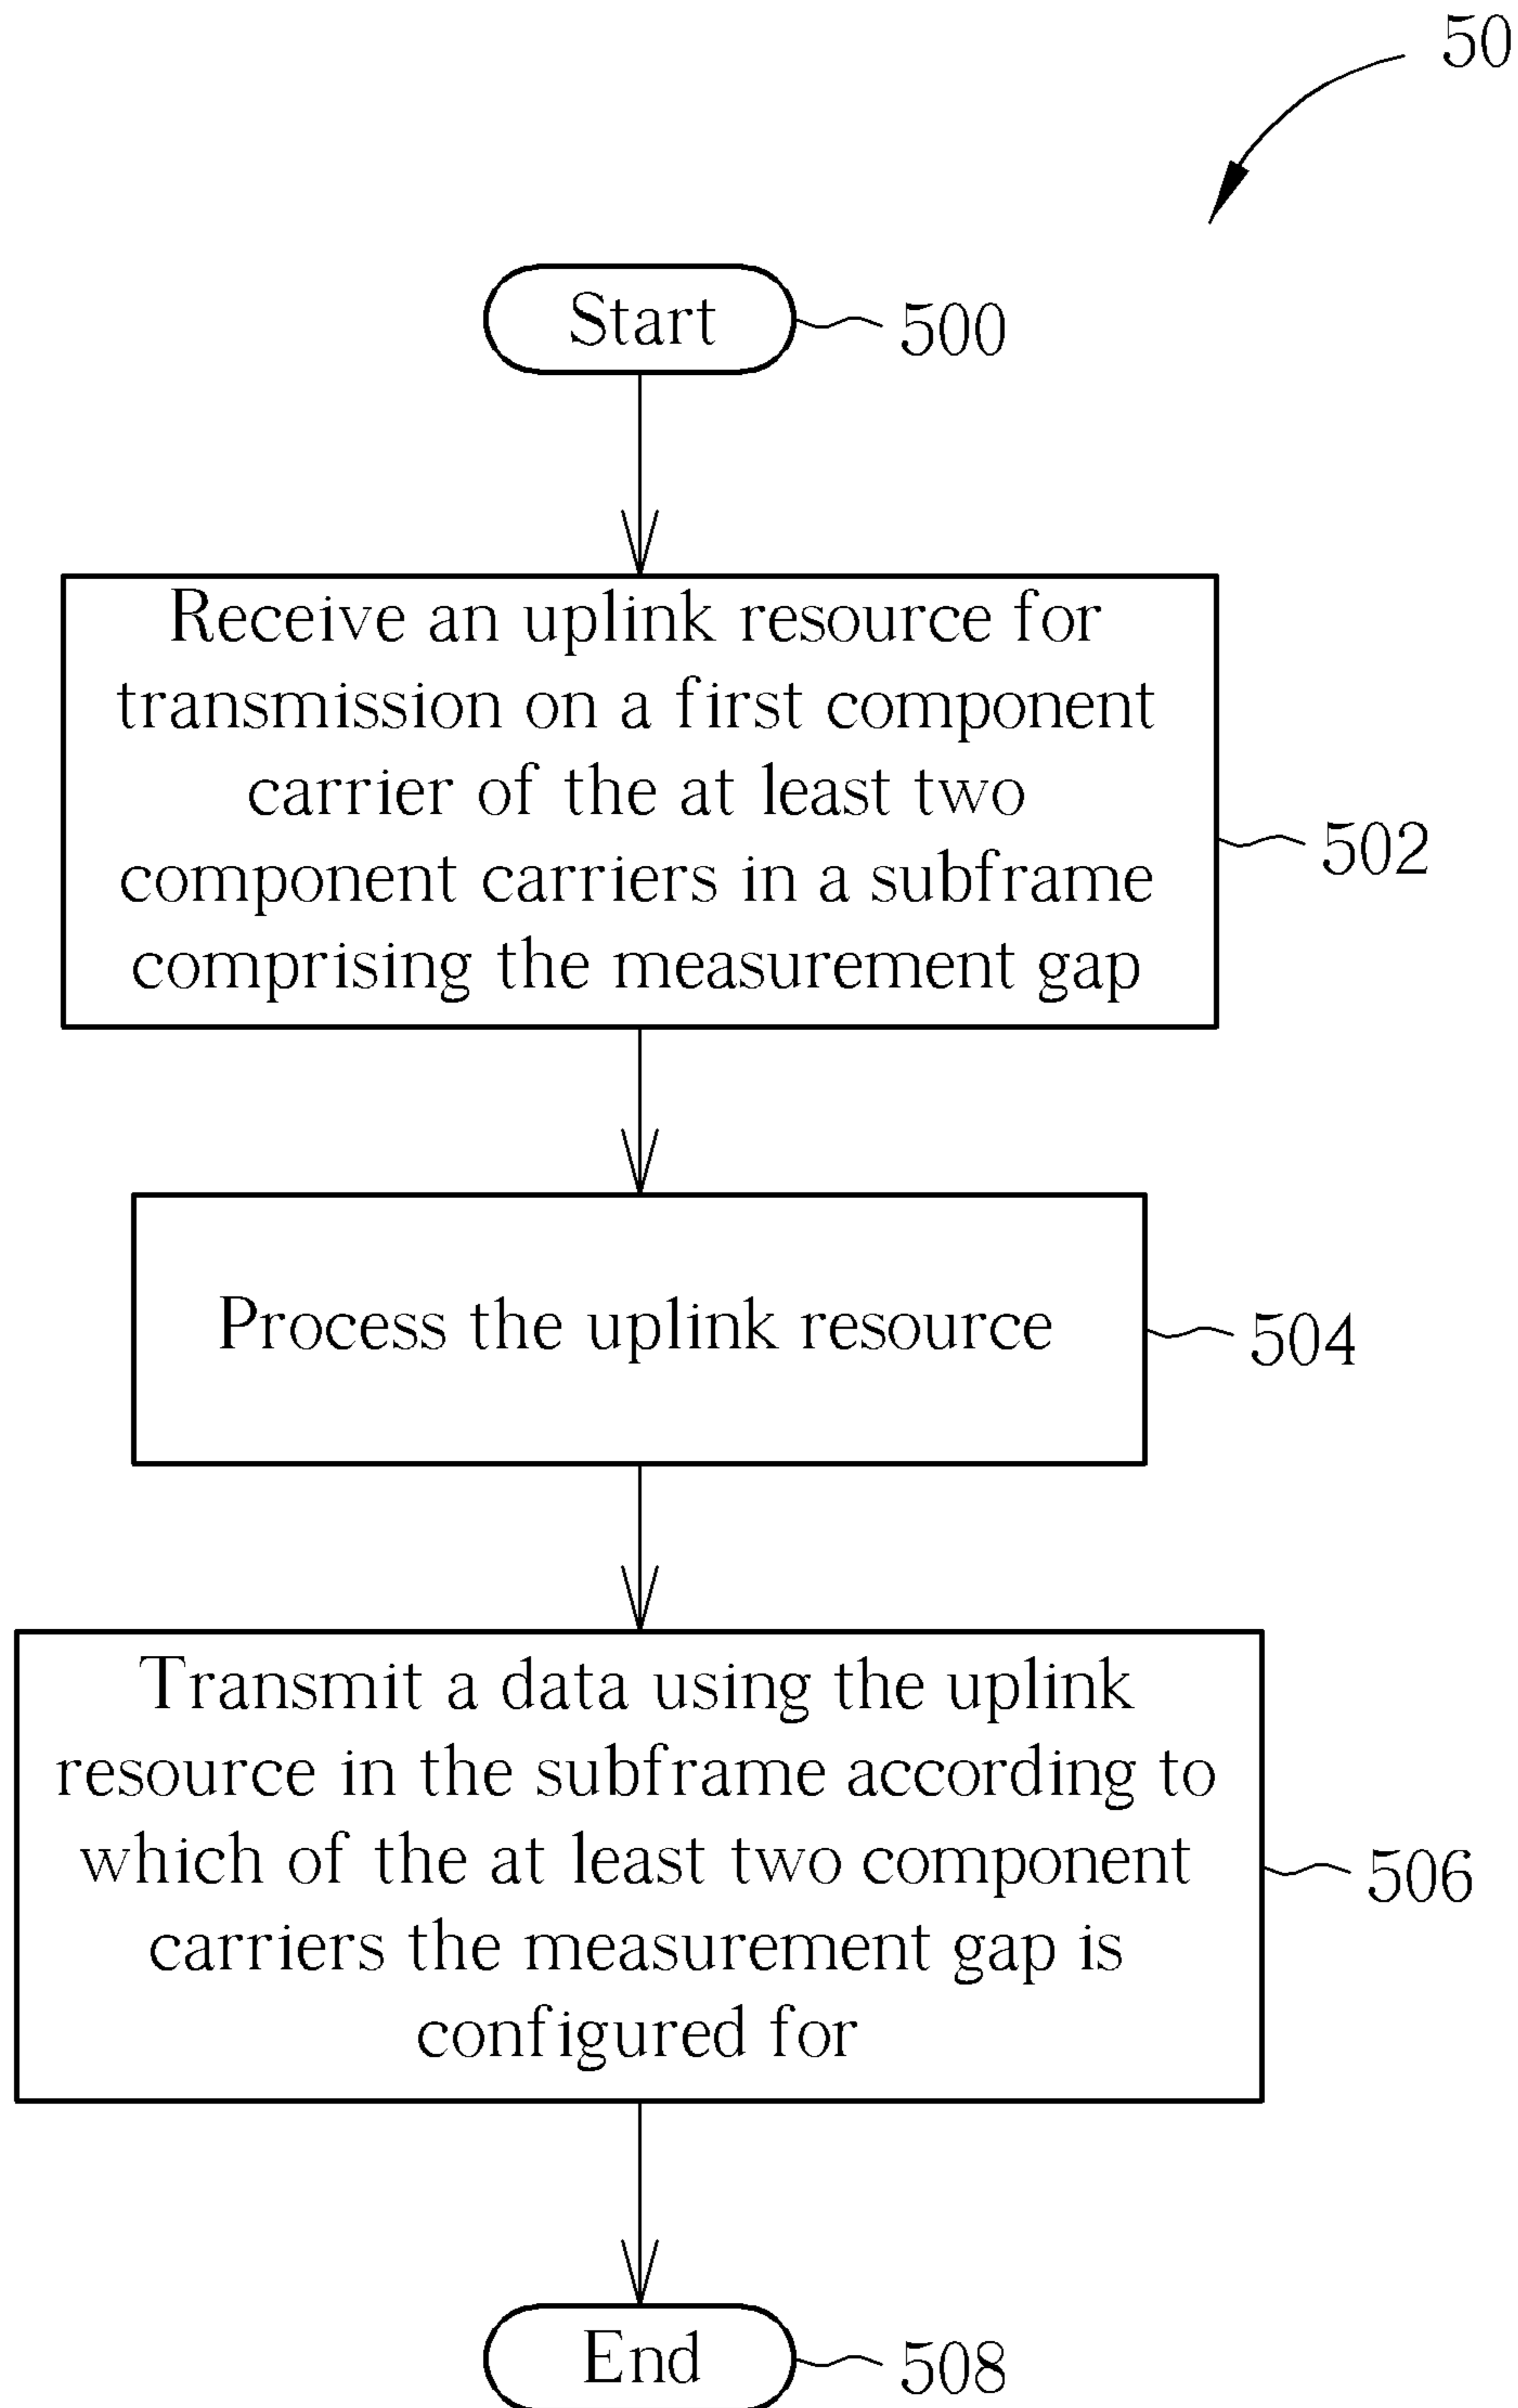 50
Start
500
Receive an uplink resource for
transmission on a first component
carrier of the at least two
component carriers in a subframe
comprising the measurement gap
502
Process the uplink resource
504
Transmit a data using the uplink
resource in the subframe according to
which of the at least two component
carriers the measurement gap is
configured for
506
End
508